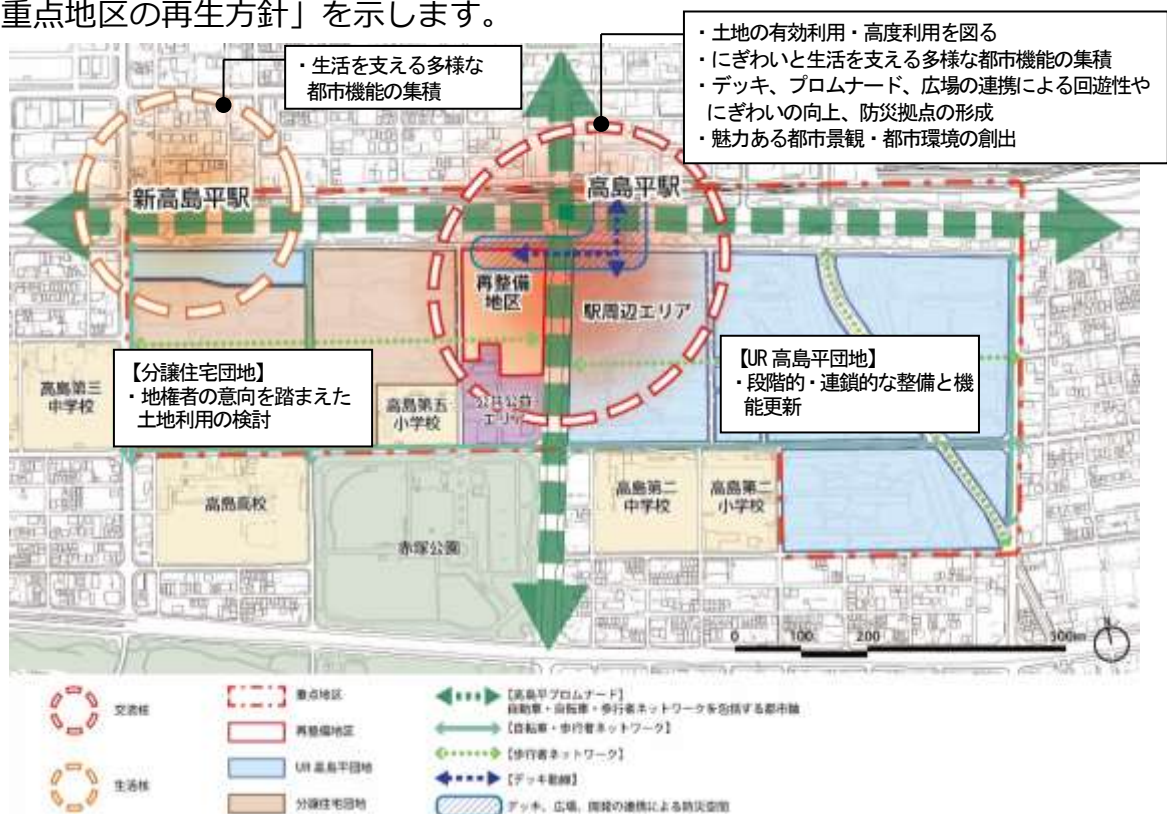 重点地区の再生方針」を示します。
・生活を支える多様な
都市機能の集積
・土地の有効利用・高度利用を図る
・にぎわいと生活を支える多様な都市機能の集積
・デッキ、プロムナード、広場の連携による回遊性や
にぎわいの向上、防災拠点の形成
・魅力ある都市景観・都市環境の創出
新高島平駅
高島平駅
再整備
地区
駅周辺エリア
【分譲住宅団地】
・地権者の意向を踏まえた
土地利用の検討
【UR 高島平団地】
・段階的・連鎖的な整備と機
能更新
高島第三
中学校
高島第五
小学校
公共公益
エリア
高島高校
赤塚公園
高島第二
中学校
高島第二
小学校
0 100 200 300m
交流核
生活核
重点地区
再整備地区
UR 高島平団地
分譲住宅団地
【高島平プロムナード】
自動車・自転車・歩行者ネットワークを包括する都市軸
【自転車・歩行者ネットワーク】
【歩行者ネットワーク】
【デッキ動線】
デッキ、広場、開発の連携による防災空間